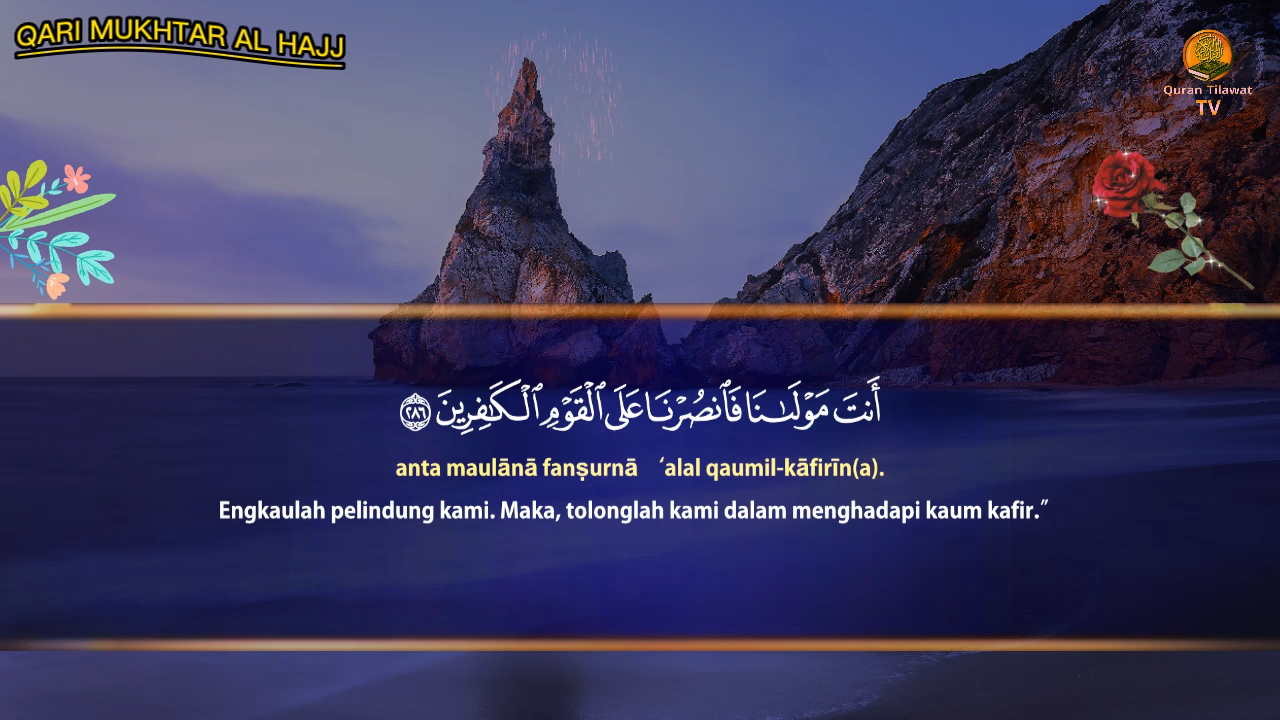 QARI MUKHTAR AL HAJJ
Quran Tilawat
TV
أَنتَ مَوْلَىٰنَا فَٱنصُرْنَا عَلَى ٱلْقَوْمِ ٱلْكَـٰفِرِينَ ٢٨٦
anta maulānā fanṣurnā ‘alal qaumil-kāfirīn(a).
Engkaulah pelindung kami. Maka, tolonglah kami dalam menghadapi kaum kafir.”